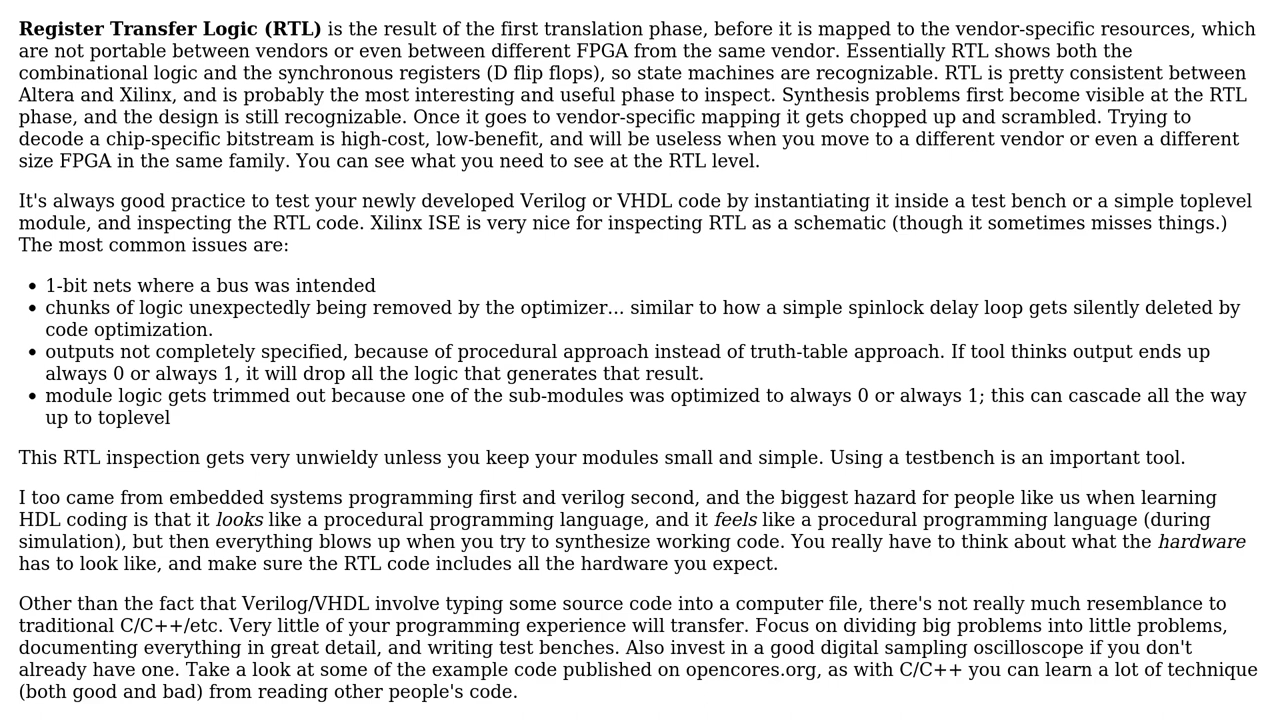 Register Transfer Logic (RTL) is the result of the first translation phase, before it is mapped to the vendor-specific resources, which
are not portable between vendors or even between different FPGA from the same vendor. Essentially RTL shows both the
combinational logic and the synchronous registers (D flip flops), so state machines are recognizable. RTL is pretty consistent between
Altera and Xilinx, and is probably the most interesting and useful phase to inspect. Synthesis problems first become visible at the RTL
phase, and the design is still recognizable. Once it goes to vendor-specific mapping it gets chopped up and scrambled. Trying to
decode a chip-specific bitstream is high-cost, low-benefit, and will be useless when you move to a different vendor or even a different
size FPGA in the same family. You can see what you need to see at the RTL level.
It's always good practice to test your newly developed Verilog or VHDL code by instantiating it inside a test bench or a simple toplevel
module, and inspecting the RTL code. Xilinx ISE is very nice for inspecting RTL as a schematic (though it sometimes misses things.)
The most common issues are:
• 1-bit nets where a bus was intended
• chunks of logic unexpectedly being removed by the optimizer... similar to how a simple spinlock delay loop gets silently deleted by
code optimization.
• outputs not completely specified, because of procedural approach instead of truth-table approach. If tool thinks output ends up
always 0 or always 1, it will drop all the logic that generates that result.
• module logic gets trimmed out because one of the sub-modules was optimized to always 0 or always 1; this can cascade all the way
up to toplevel
This RTL inspection gets very unwieldy unless you keep your modules small and simple. Using a testbench is an important tool.
I too came from embedded systems programming first and verilog second, and the biggest hazard for people like us when learning
HDL coding is that it looks like a procedural programming language, and it feels like a procedural programming language (during
simulation), but then everything blows up when you try to synthesize working code. You really have to think about what the hardware
has to look like, and make sure the RTL code includes all the hardware you expect.
Other than the fact that Verilog/VHDL involve typing some source code into a computer file, there's not really much resemblance to
traditional C/C++/etc. Very little of your programming experience will transfer. Focus on dividing big problems into little problems,
documenting everything in great detail, and writing test benches. Also invest in a good digital sampling oscilloscope if you don't
already have one. Take a look at some of the example code published on opencores.org, as with C/C++ you can learn a lot of technique
(both good and bad) from reading other people's code.